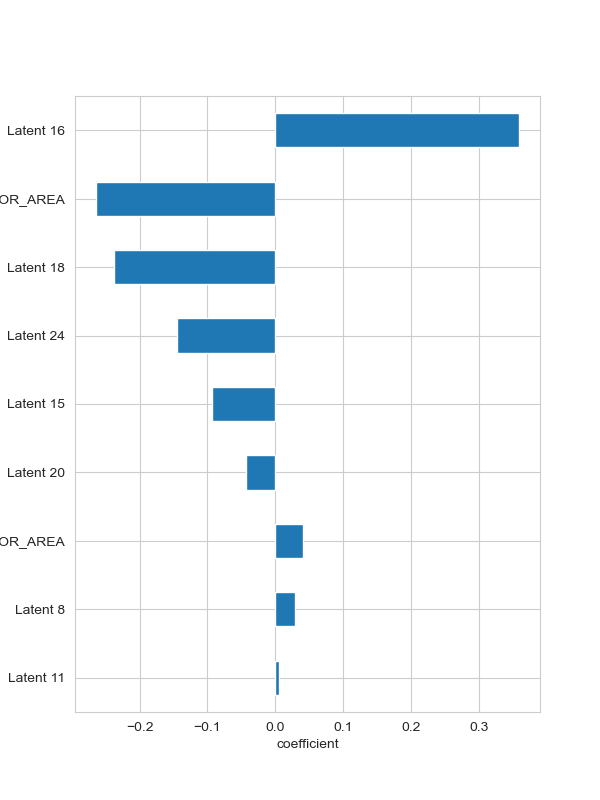 Latent 16
OR_AREA
Latent 18
Latent 24
Latent 15
Latent 20
OR_AREA
Latent 8
Latent 11
−0.2 −0.1 0.0 0.1 0.2 0.3
coefficient